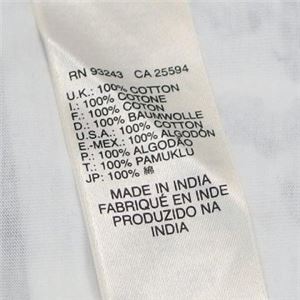 RN 93243 CA 25594
U.K.: 100% COTTON
I.: 100% COTONE
F.: 100% COTON
D.: 100% BAUMWOLLE
U.S.A.: 100% COTTON
E.-MEX.: 100% ALGODÓN
P.: 100% ALGODÃO
T.: 100% PAMUKLU
JP: 100% 綿
MADE IN INDIA
FABRIQUÉ EN INDE
PRODUZIDO NA
INDIA